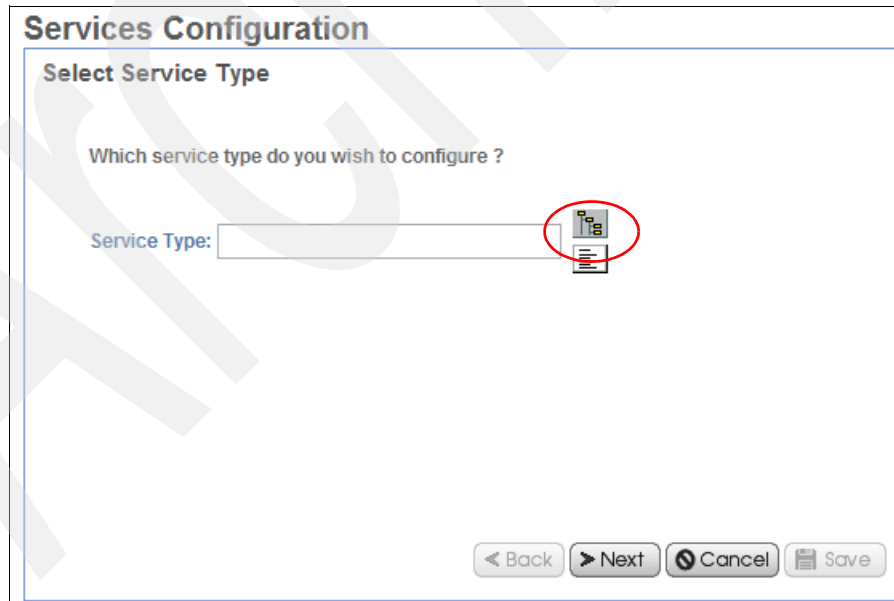 Services Configuration
Select Service Type
Which service type do you wish to configure ?
Service Type:
< Back > Next Cancel Save